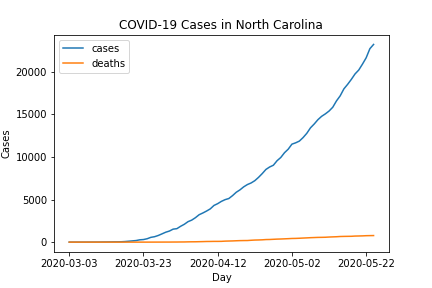 COVID-19 Cases in North Carolina
cases
deaths
20000
15000
10000
5000
0
Cases
2020-03-03 2020-03-23 2020-04-12 2020-05-02 2020-05-22
Day